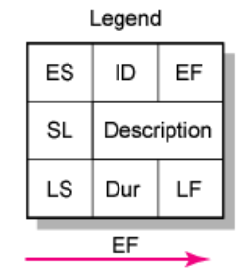 Legend
ES ID EF
SL Description
LS Dur LF
EF